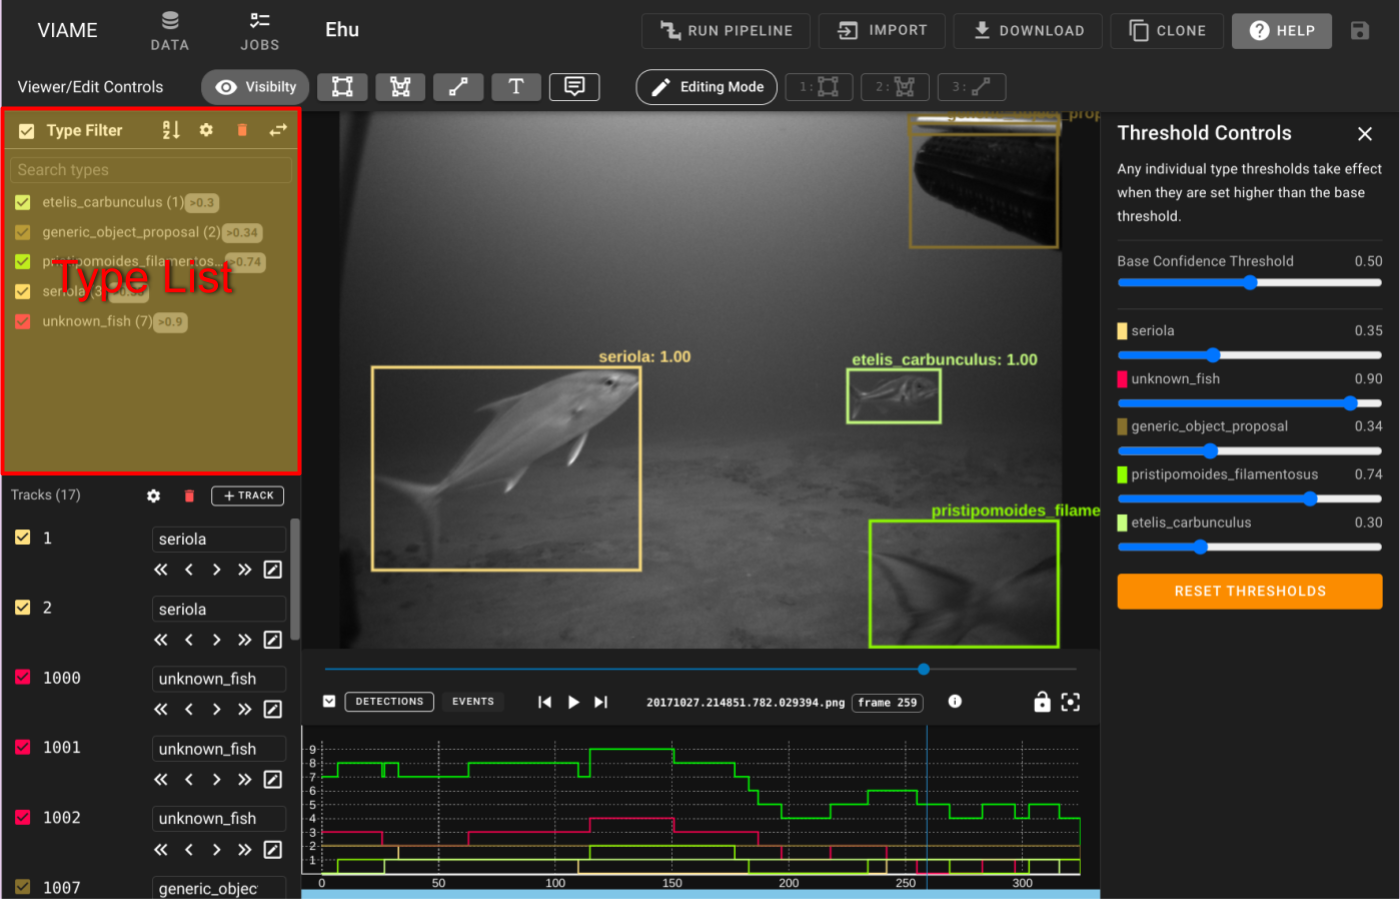 VIAME
DATA
JOBS
Ehu
RUN PIPELINE
IMPORT
DOWNLOAD
CLONE
HELP
Viewer/Edit Controls
Visibilty
T
Editing Mode
1:
2:
3:
Type Filter
Search types
etelis_carbunculus (1) >0.3
generic_object_proposal (2) >0.34
pristipomoides_filamentos... >0.74
seriola (3)
unknown_fish (7) >0.9
Type List
Tracks (17)
+ TRACK
1 seriola
2 seriola
1000 unknown_fish
1001 unknown_fish
1002 unknown_fish
1007 generic_objec
seriola: 1.00
etelis_carbunculus: 1.00
pristipomoides_filame
DETECTIONS
EVENTS
20171027.214851.782.029394.png
frame 259
9
8
7
6
5
4
3
2
1
0 50 100 150 200 250 300
Threshold Controls
Any individual type thresholds take effect
when they are set higher than the base
threshold.
Base Confidence Threshold 0.50
seriola 0.35
unknown_fish 0.90
generic_object_proposal 0.34
pristipomoides_filamentosus 0.74
etelis_carbunculus 0.30
RESET THRESHOLDS